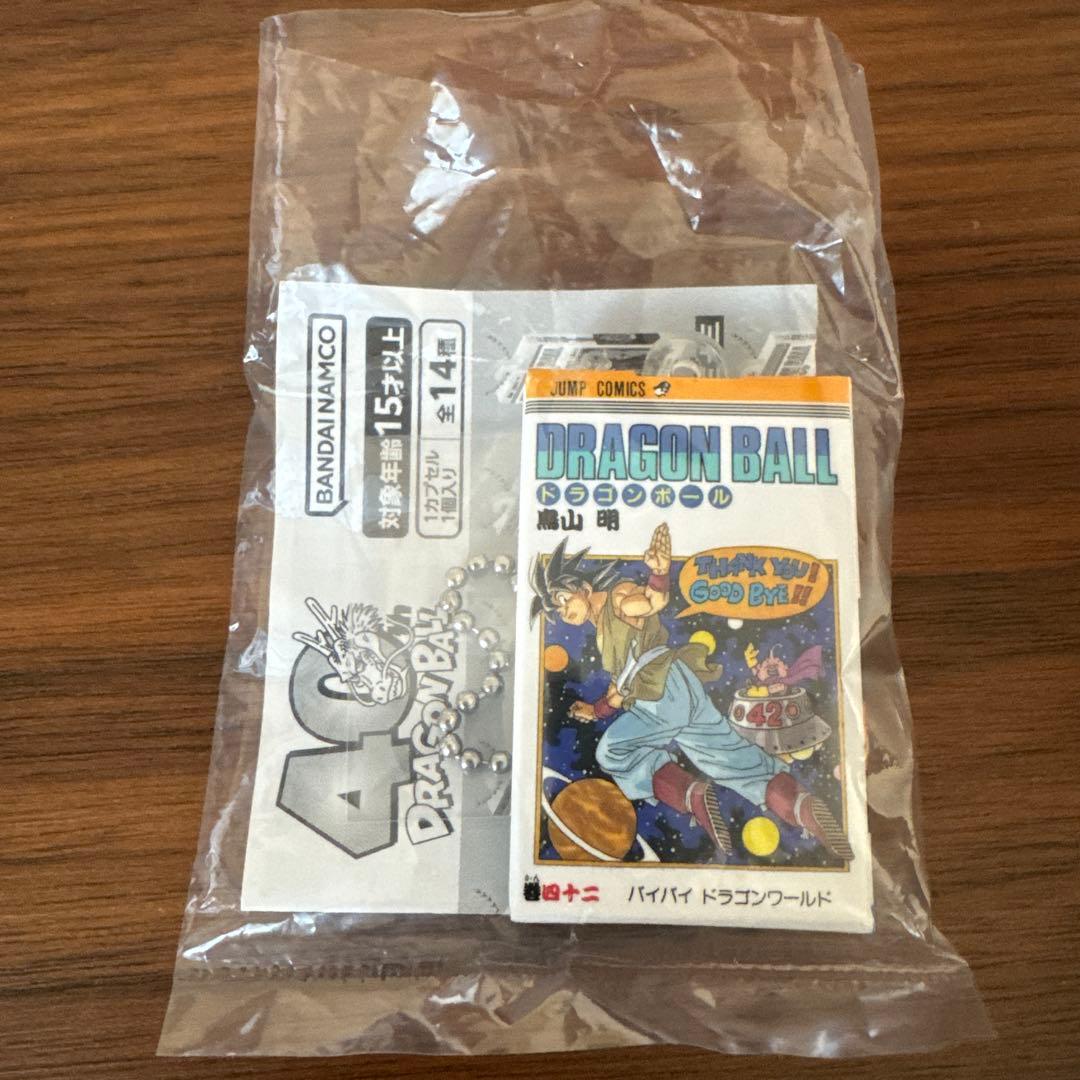 BANDAI NAMCO
対象年齢15才以上
1カプセル
1個入り
全14種
40
DRAGON BALL
JUMP COMICS
DRAGON BALL
ドラゴンボール
鳥山 明
THANK YOU!
GOOD BYE!!
42
巻四十二
バイバイ ドラゴンワールド